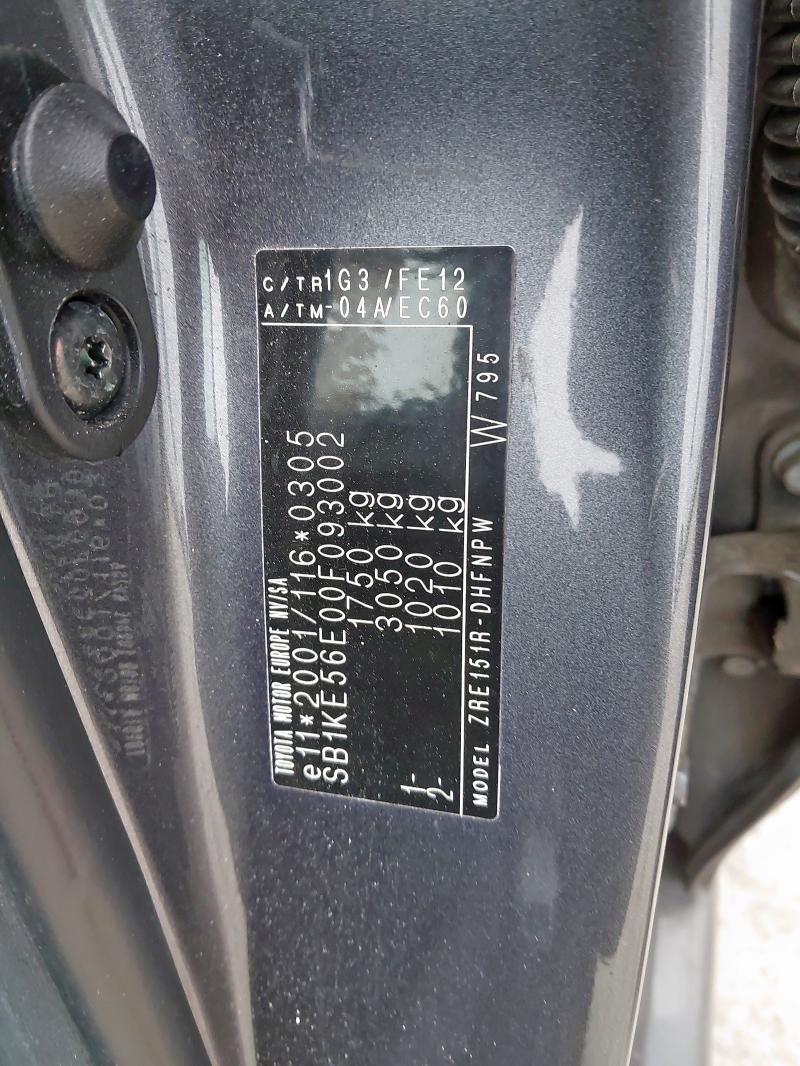 TOYOTA MOTOR EUROPE NV/SA
e11*2001/116*0305
SB1KE56E00F093002
1750 kg
3050 kg
1- 1020 kg
2- 1010 kg
MODEL ZRE151R-DHFNPW W 795
C/TR 1G3 /FE12
A/TM -04A/EC60